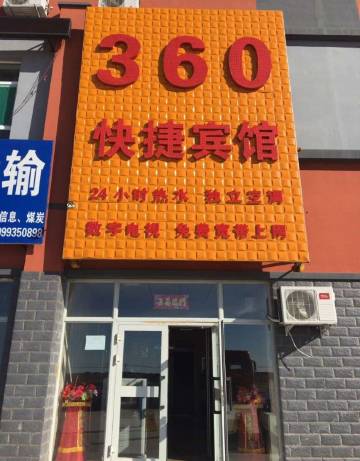 360
快捷宾馆
24小时热水 独立空调
数字电视 免费宽带上网
输
信息、煤炭
099350898